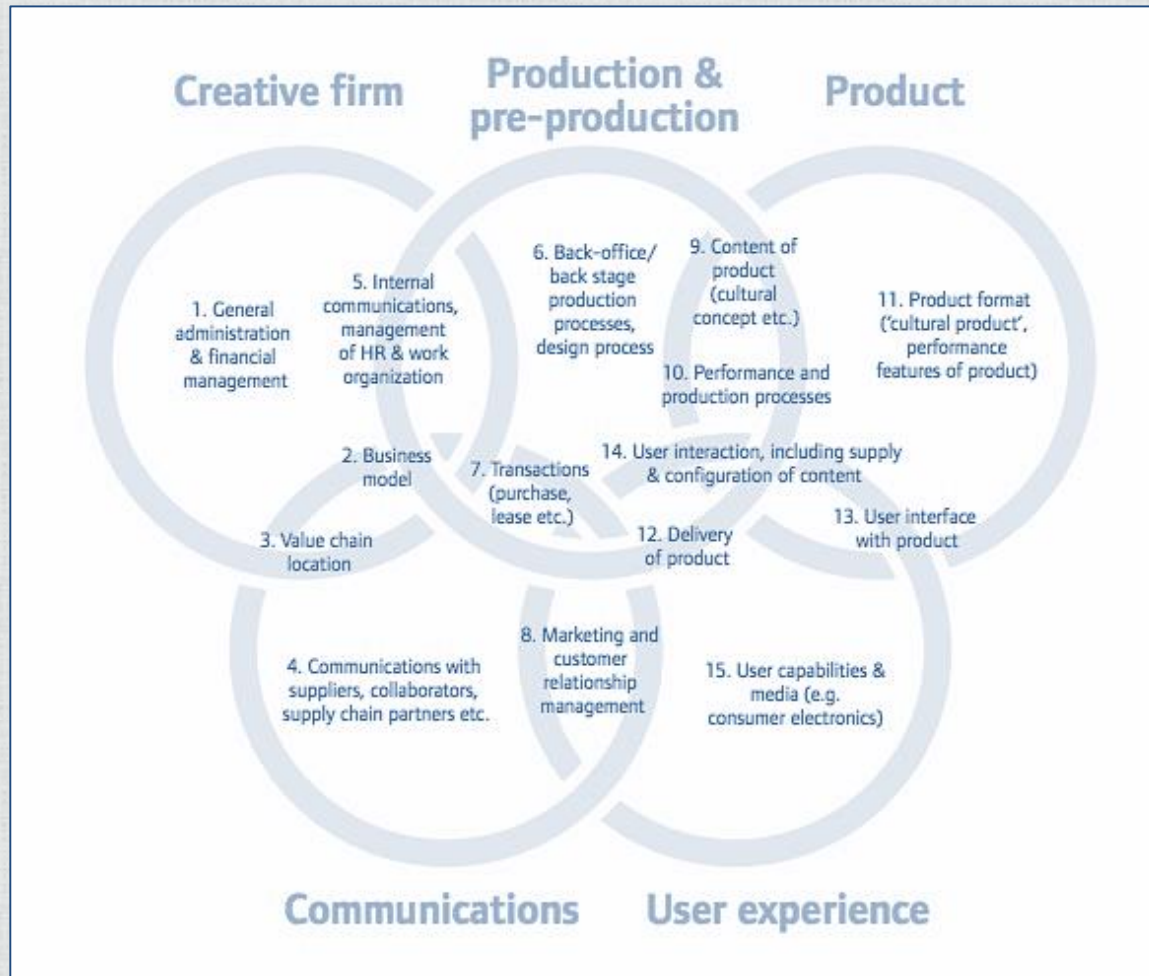 Creative firm
Production &
pre-production
Product
1. General
administration
& financial
management
5. Internal
communications,
management
of HR & work
organization
6. Back-office/
back stage
production
processes,
design process
9. Content of
product
(cultural
concept etc.)
10. Performance and
production processes
11. Product format
('cultural product',
performance
features of product)
2. Business
model
3. Value chain
location
7. Transactions
(purchase,
lease etc.)
14. User interaction, including supply
& configuration of content
12. Delivery
of product
13. User interface
with product
4. Communications with
suppliers, collaborators,
supply chain partners etc.
8. Marketing and
customer
relationship
management
15. User capabilities &
media (e.g.
consumer electronics)
Communications
User experience